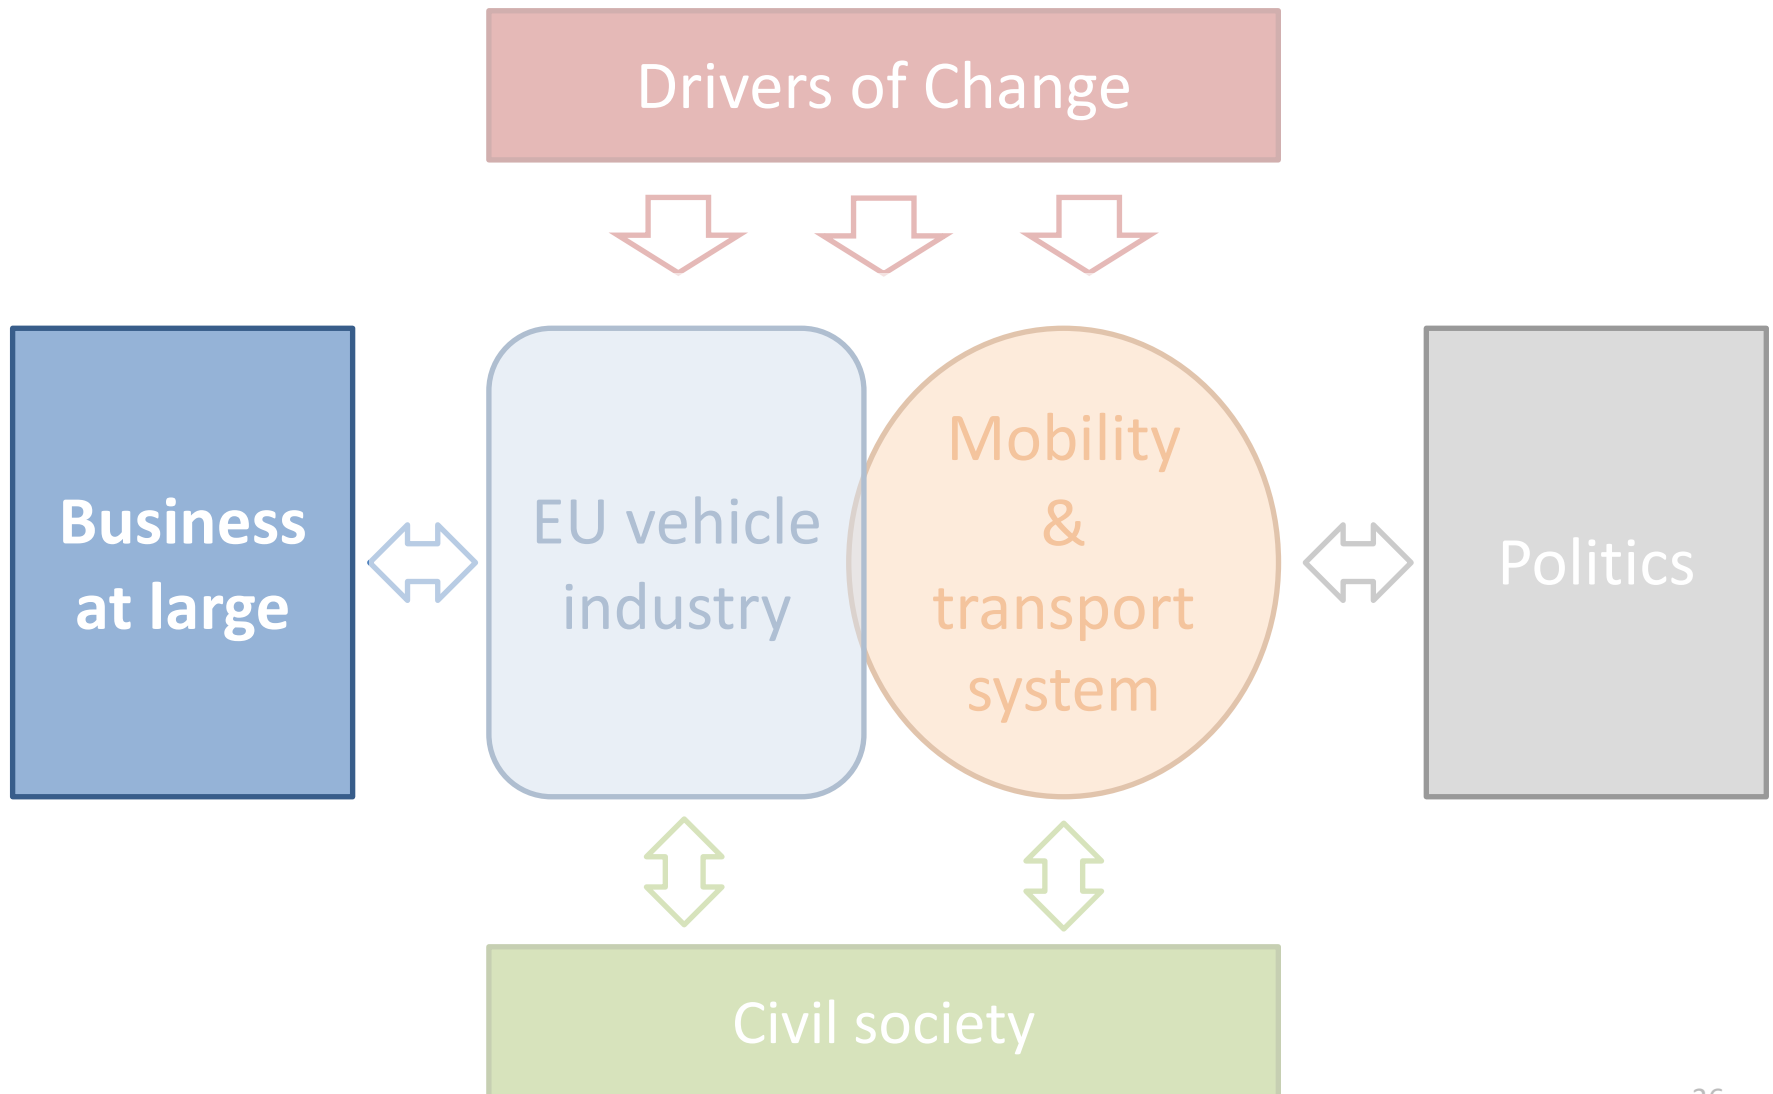 Drivers of Change
Business
at large
EU vehicle
industry
Mobility
&
transport
system
Politics
Civil society